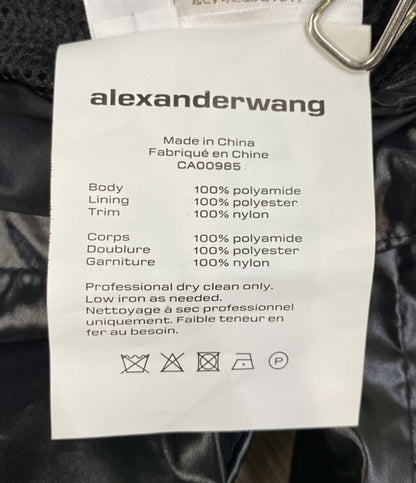 alexanderwang
Made in China
Fabriqué en Chine
CA00985
Body 100% polyamide
Lining 100% polyester
Trim 100% nylon
Corps 100% polyamide
Doublure 100% polyester
Garniture 100% nylon
Professional dry clean only.
Low iron as needed.
Nettoyage à sec professionnel
uniquement. Faible teneur en
fer au besoin.
P